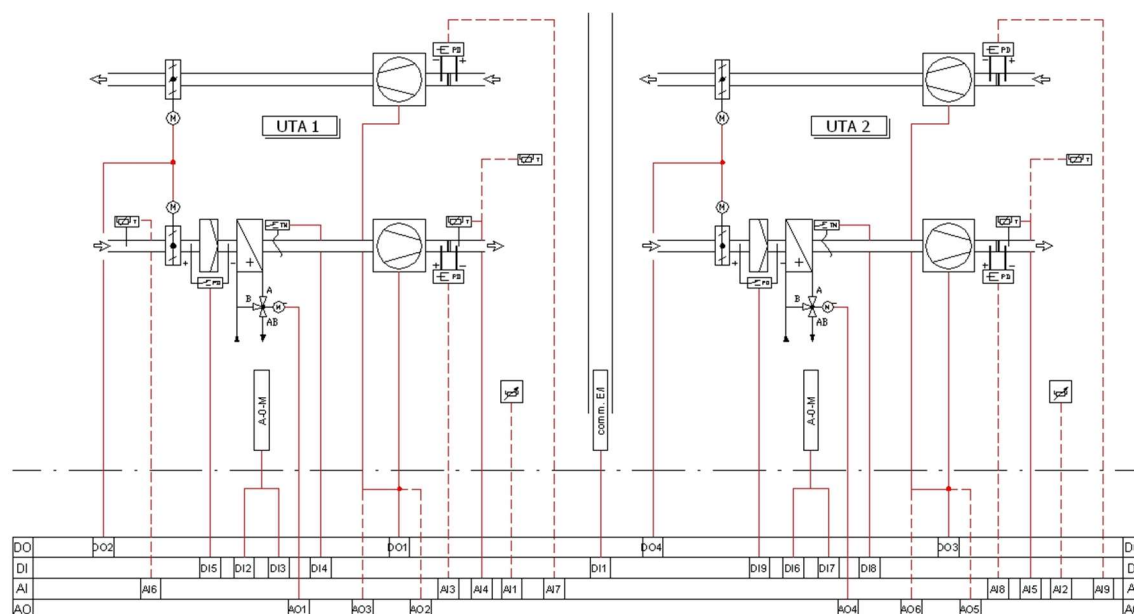 PD
PD
M
M
UTA 1
UTA 2
T
T
T
M
M
T
T
TN
TN
+
-
+
-
PD
+
PD
+
PD
+
PD
A
B
M
AB
A
B
M
AB
A-0-M
comm. E/I
A-0-M
DO
DO2
DO1
DO4
DO3
DI
DI5
DI2
DI3
DI4
DI1
DI9
DI6
DI7
DI8
D
AI
AI6
AI3
AI4
AI1
AI7
AI8
AI5
AI2
AI9
A
AO
AO1
AO3
AO2
AO4
AO6
AO5